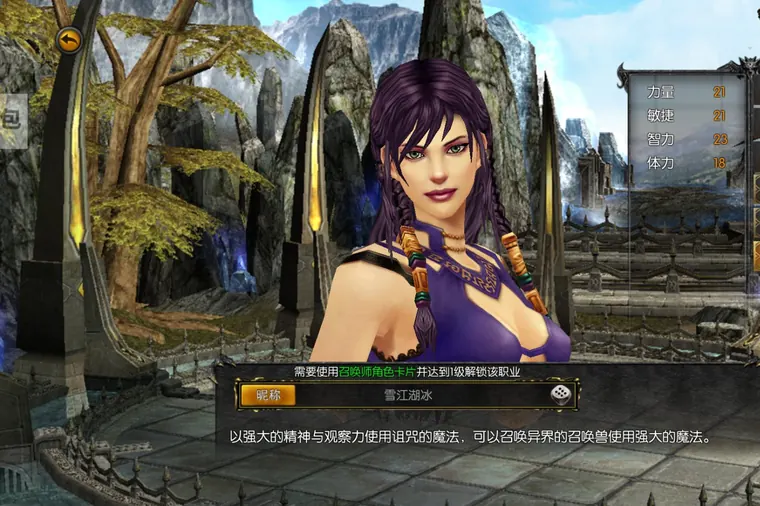 包
力量 21
敏捷 21
智力 23
体力 18
需要使用召唤师角色卡片并达到1级解锁该职业
昵称 雪江湖冰
以强大的精神与观察力使用诅咒的魔法，可以召唤异界的召唤兽使用强大的魔法。